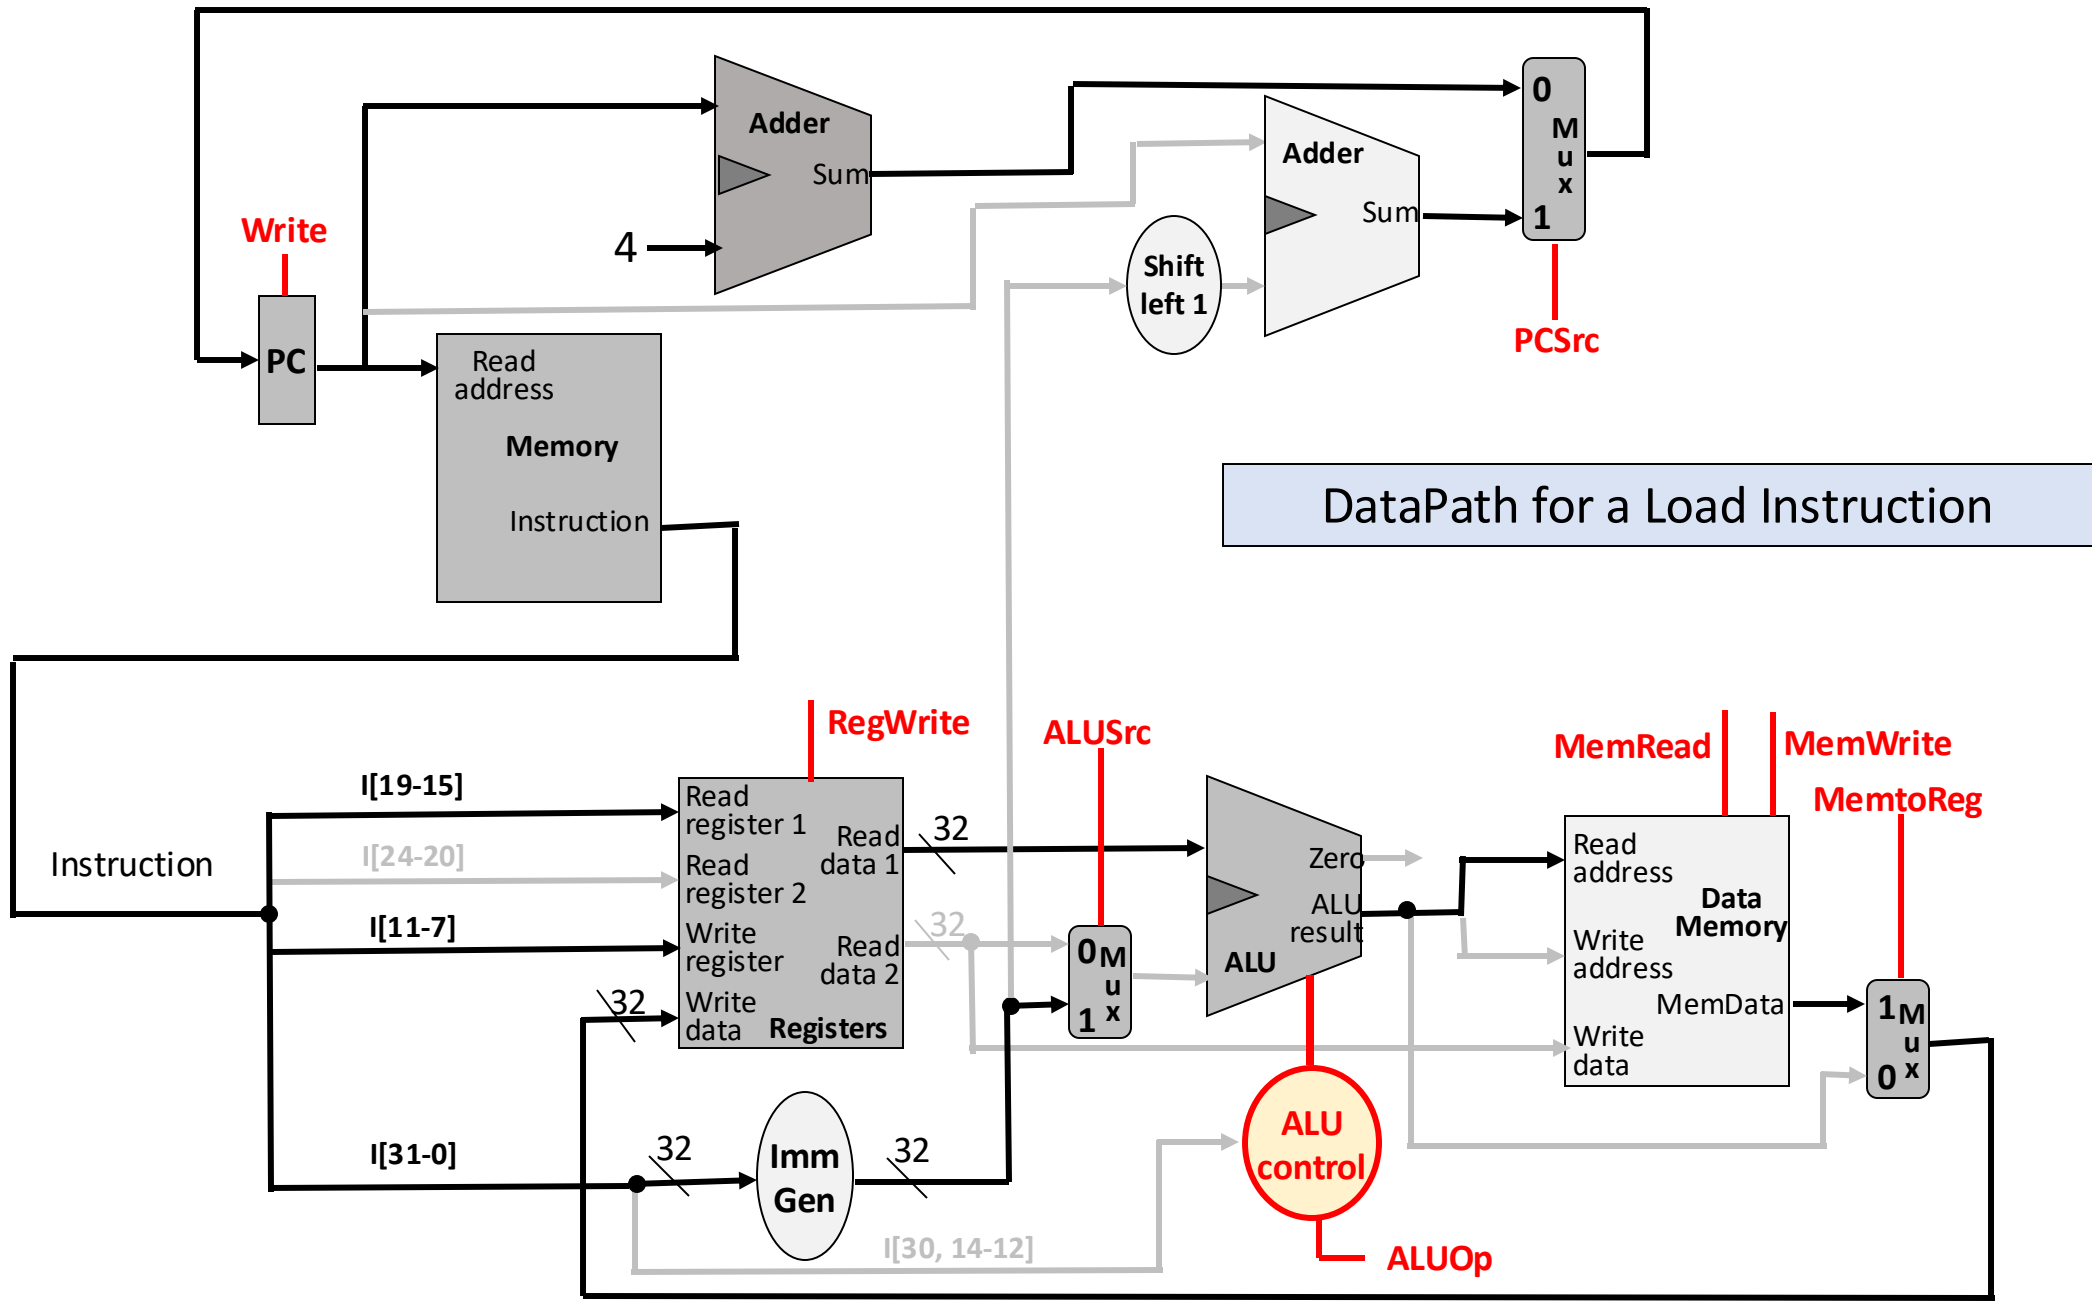 0
M
u
x
1
Adder
Sum
Adder
Sum
Write
4
Shift
left 1
PCSrc
PC
Read
address
Memory
Instruction
DataPath for a Load Instruction
RegWrite
ALUSrc
MemRead
MemWrite
MemtoReg
I[19-15]
Read
register 1
Read
data 1
32
Instruction
I[24-20]
Read
register 2
I[11-7]
Write
register
Read
data 2
32
32
Write
data
Registers
0
M
u
x
1
Zero
ALU
result
ALU
Read
address
Data
Memory
Write
address
MemData
Write
data
1
M
u
x
0
I[31-0]
32
Imm
Gen
32
ALU
control
I[30, 14-12]
ALUOp